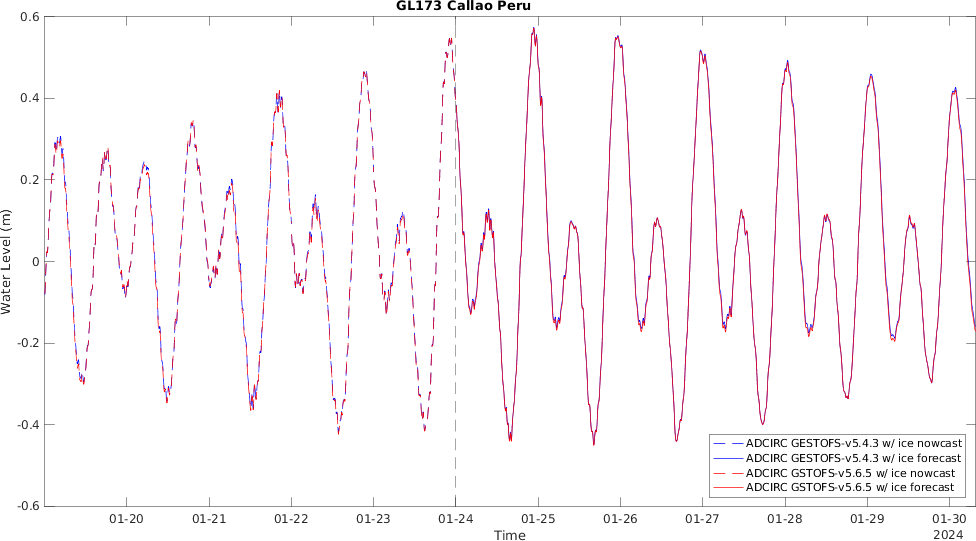 GL173 Callao Peru
0.6
0.4
0.2
0
-0.2
-0.4
-0.6
Water Level (m)
ADCIRC GESTOFS-v5.4.3 w/ ice nowcast
ADCIRC GESTOFS-v5.4.3 w/ ice forecast
ADCIRC GSTOFS-v5.6.5 w/ ice nowcast
ADCIRC GSTOFS-v5.6.5 w/ ice forecast
01-20 01-21 01-22 01-23 01-24 01-25 01-26 01-27 01-28 01-29 01-30
Time
2024